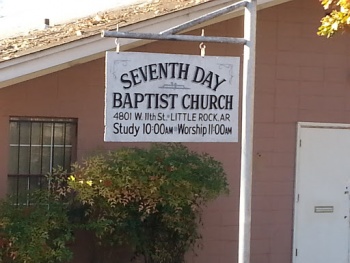 SEVENTH DAY
BAPTIST CHURCH
4801 W. 11th St. - LITTLE ROCK, AR
Study 10:00AM - Worship 11:00AM